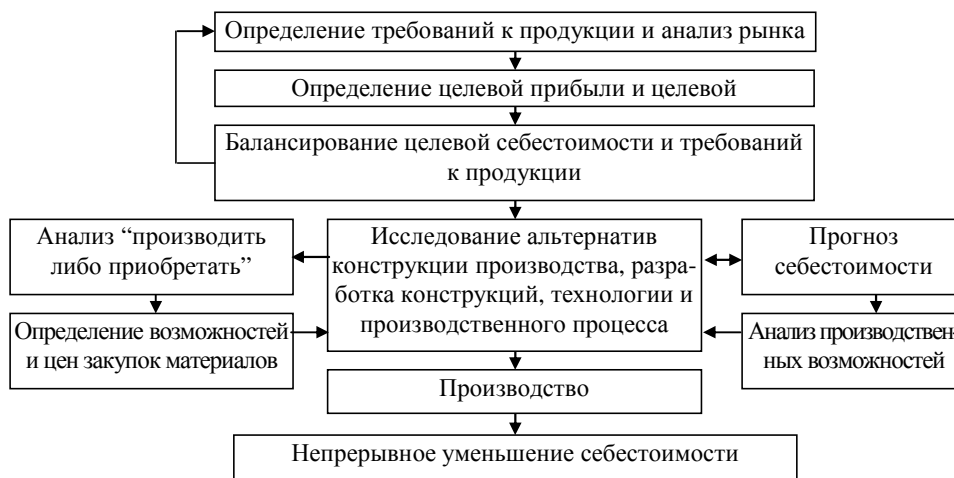 Определение требований к продукции и анализ рынка
Определение целевой прибыли и целевой
Балансирование целевой себестоимости и требований
к продукции
Анализ “производить
либо приобретать”
Исследование альтернатив
конструкции производства, разра-
ботка конструкций, технологии и
производственного процесса
Прогноз
себестоимости
Определение возможностей
и цен закупок материалов
Анализ производствен-
ных возможностей
Производство
Непрерывное уменьшение себестоимости